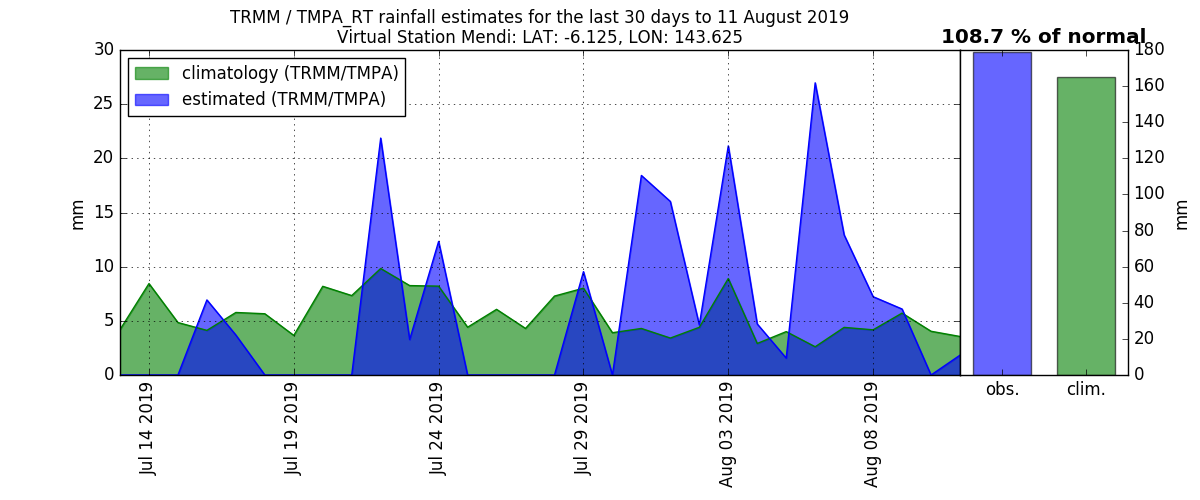 TRMM / TMPA_RT rainfall estimates for the last 30 days to 11 August 2019
Virtual Station Mendi: LAT: -6.125, LON: 143.625
108.7 % of normal
climatology (TRMM/TMPA)
estimated (TRMM/TMPA)
mm
30
25
20
15
10
5
0
Jul 14 2019
Jul 19 2019
Jul 24 2019
Jul 29 2019
Aug 03 2019
Aug 08 2019
180
160
140
120
100
80
60
40
20
0
mm
obs.
clim.